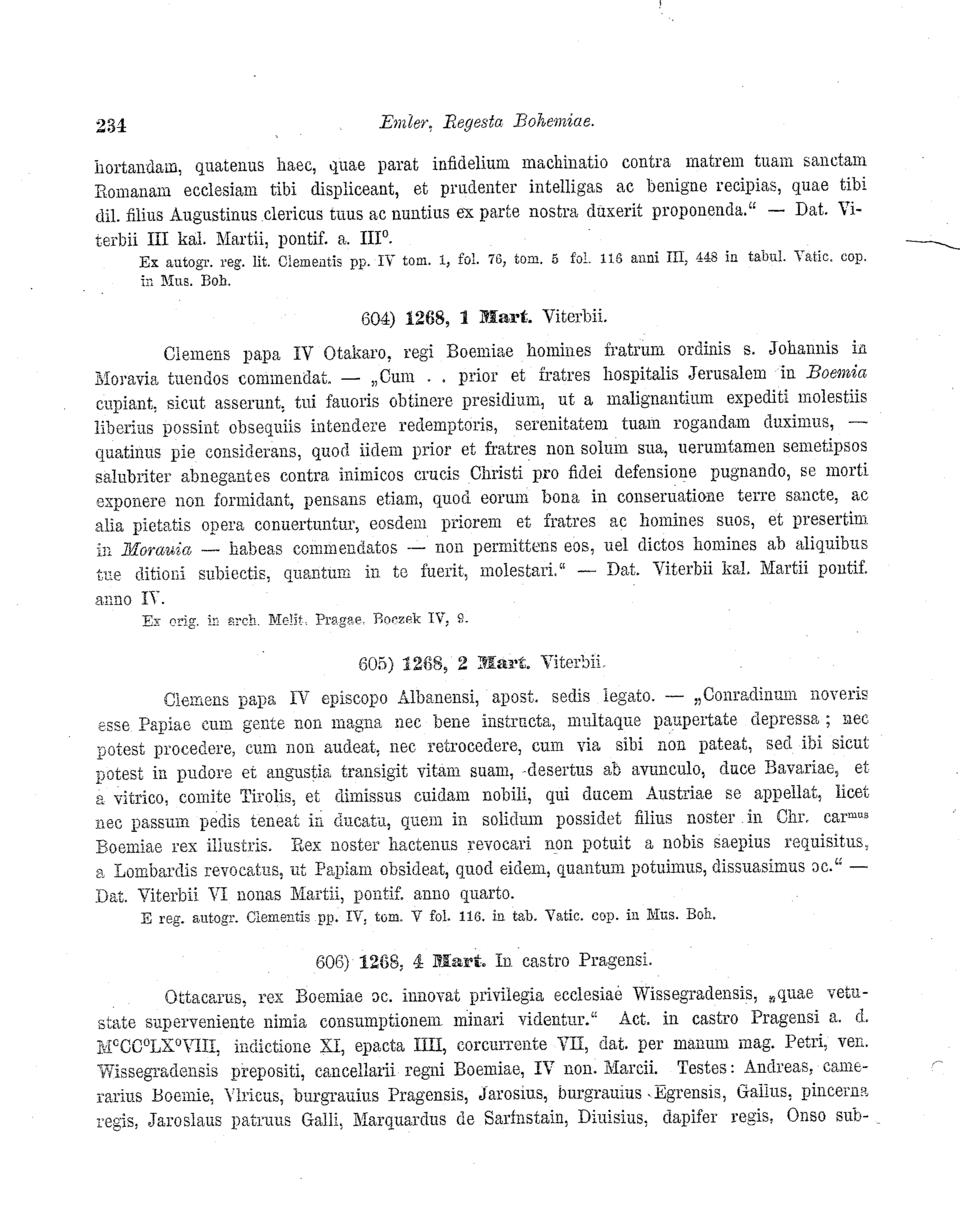 234 Emler, Regesta Bohemiae.
hortandam, quatenus haec, quae parat infidelium machinatio contra matrem tuam sanctam
Romanam ecclesiam tibi displiceant, et prudenter intelligas ac benigne recipias, quae tibi
dil. filius Augustinus clericus tuus ac nuntius ex parte nostra duxerit proponenda.“ — Dat. Vi-
terbii III kal. Martii, pontif. a. III⁰.
Ex autogr. reg. lit. Clementis pp. IV tom. 1, fol. 76, tom. 5 fol. 116 anni III, 448 in tabul. Vatic. cop.
in Mus. Boh.
604) 1268, 1 Mart. Viterbii.
Clemens papa IV Otakaro, regi Boemiae homines fratrum ordinis s. Johannis in
Moravia tuendos commendat. — „Cum . . prior et fratres hospitalis Jerusalem in Boemia
cupiant, sicut asserunt, tui fauoris obtinere presidium, ut a malignantium expediti molestiis
liberius possint obsequiis intendere redemptoris, serenitatem tuam rogandam duximus, —
quatinus pie considerans, quod iidem prior et fratres non solum sua, uerumtamen semetipsos
salubriter abnegantes contra inimicos crucis Christi pro fidei defensione pugnando, se morti
exponere non formidant, pensans etiam, quod eorum bona in conseruatione terre sancte, ac
alia pietatis opera conuertuntur, eosdem priorem et fratres ac homines suos, et presertim
in Morauia — habeas commendatos — non permittens eos, uel dictos homines ab aliquibus
tue ditioni subiectis, quantum in te fuerit, molestari.“ — Dat. Viterbii kal. Martii pontif.
anno IV.
Ex orig. in arch. Melit. Pragae. Boczek IV, 9.
605) 1268, 2 Mart. Viterbii.
Clemens papa IV episcopo Albanensi, apost. sedis legato. — „Conradinum noveris
esse Papiae cum gente non magna nec bene instructa, multaque paupertate depressa ; nec
potest procedere, cum non audeat, nec retrocedere, cum via sibi non pateat, sed ibi sicut
potest in pudore et angustia transigit vitam suam, desertus ab avunculo, duce Bavariae, et
a vitrico, comite Tirolis, et dimissus cuidam nobili, qui ducem Austriae se appellat, licet
nec passum pedis teneat in ducatu, quem in solidum possidet filius noster in Chr. carᵐᵘˢ
Boemiae rex illustris. Rex noster hactenus revocari non potuit a nobis saepius requisitus,
a Lombardis revocatus, ut Papiam obsideat, quod eidem, quantum potuimus, dissuasimus ɔc.“ —
Dat. Viterbii VI nonas Martii, pontif. anno quarto.
E reg. autogr. Clementis pp. IV, tom. V fol. 116. in tab. Vatic. cop. in Mus. Boh.
606) 1268, 4 Mart. In castro Pragensi.
Ottacarus, rex Boemiae ɔc. innovat privilegia ecclesiae Wissegradensis, „quae vetu-
state superveniente nimia consumptionem minari videntur.“ Act. in castro Pragensi a. d.
MᶜCC⁰LX⁰VIII, indictione XI, epacta IIII, corcurrente VII, dat. per manum mag. Petri, ven.
Wissegradensis prepositi, cancellarii regni Boemiae, IV non. Marcii. Testes: Andreas, came-
rarius Boemie, Vlricus, burgrauius Pragensis, Jarosius, burgrauius Egrensis, Gallus, pincerna
regis, Jaroslaus patruus Galli, Marquardus de Sarfnstain, Diuisius, dapifer regis, Onso sub-